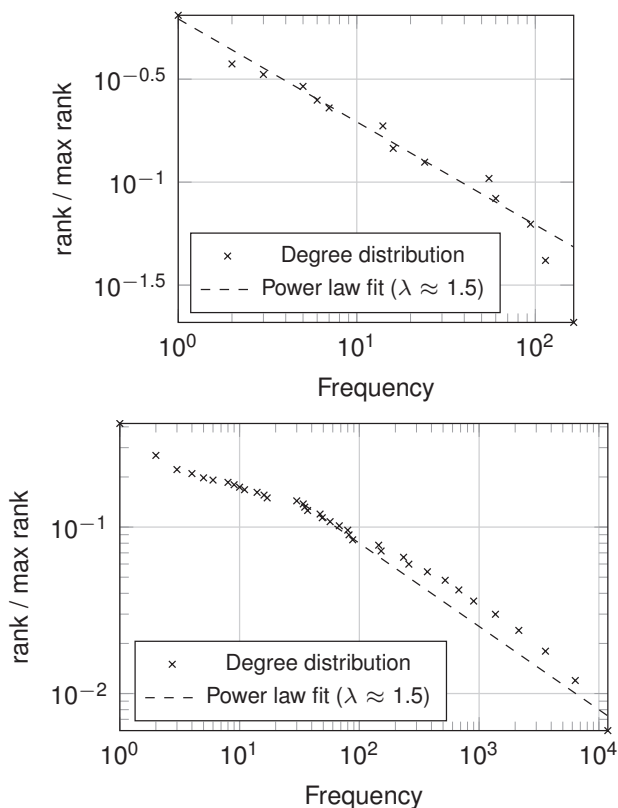 10^−0.5
10^−1
10^−1.5
rank / max rank
Degree distribution
Power law fit (λ ≈ 1.5)
10^0 10^1 10^2
Frequency
10^−1
10^−2
rank / max rank
Degree distribution
Power law fit (λ ≈ 1.5)
10^0 10^1 10^2 10^3 10^4
Frequency